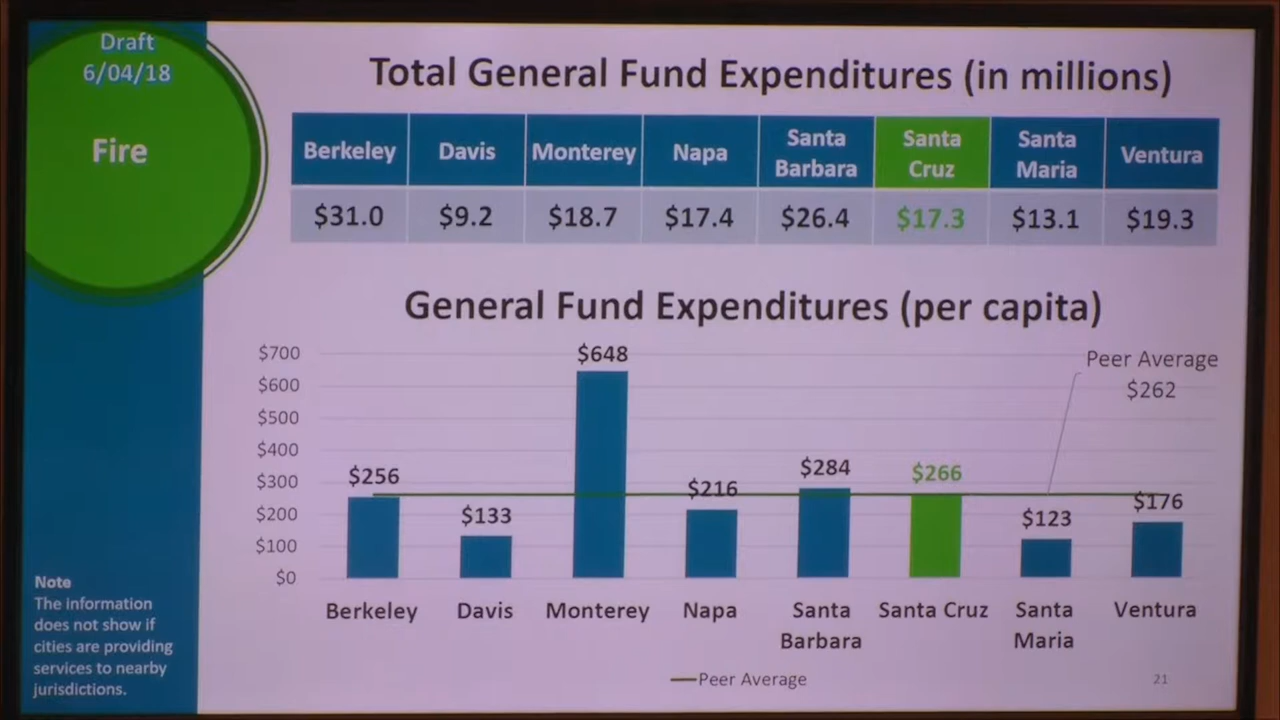 Draft
6/04/18
Fire
Total General Fund Expenditures (in millions)
Berkeley Davis Monterey Napa Santa Barbara Santa Cruz Santa Maria Ventura
$31.0 $9.2 $18.7 $17.4 $26.4 $17.3 $13.1 $19.3
General Fund Expenditures (per capita)
$700
$600
$500
$400
$300
$200
$100
$0
$256
$133
$648
$216
$284
$266
$123
$176
Peer Average
$262
Berkeley Davis Monterey Napa Santa Barbara Santa Cruz Santa Maria Ventura
Peer Average
Note
The information
does not show if
cities are providing
services to nearby
jurisdictions.
21